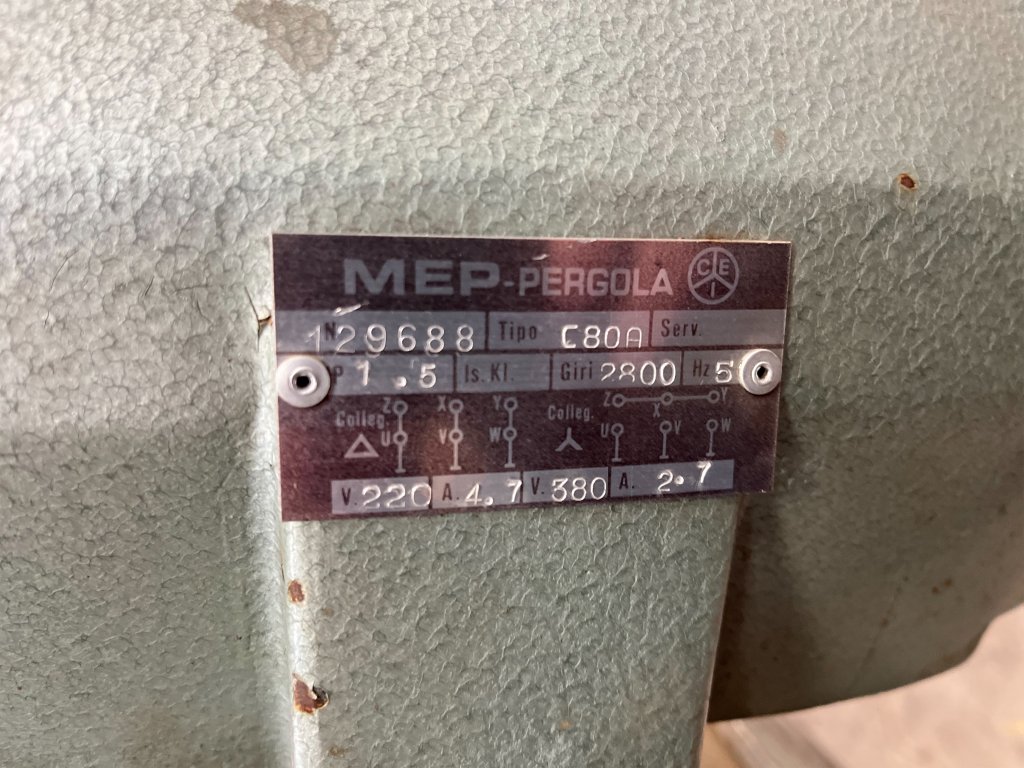 MEP-PERGOLA CEI
N 129688 Tipo C80A Serv.
P 1.5 Is. Kl. Giri 2800 Hz 5
Z X Y Colleg. Z X Y
Colleg. U V W U V W
V. 220 A. 4.7 V. 380 A. 2.7